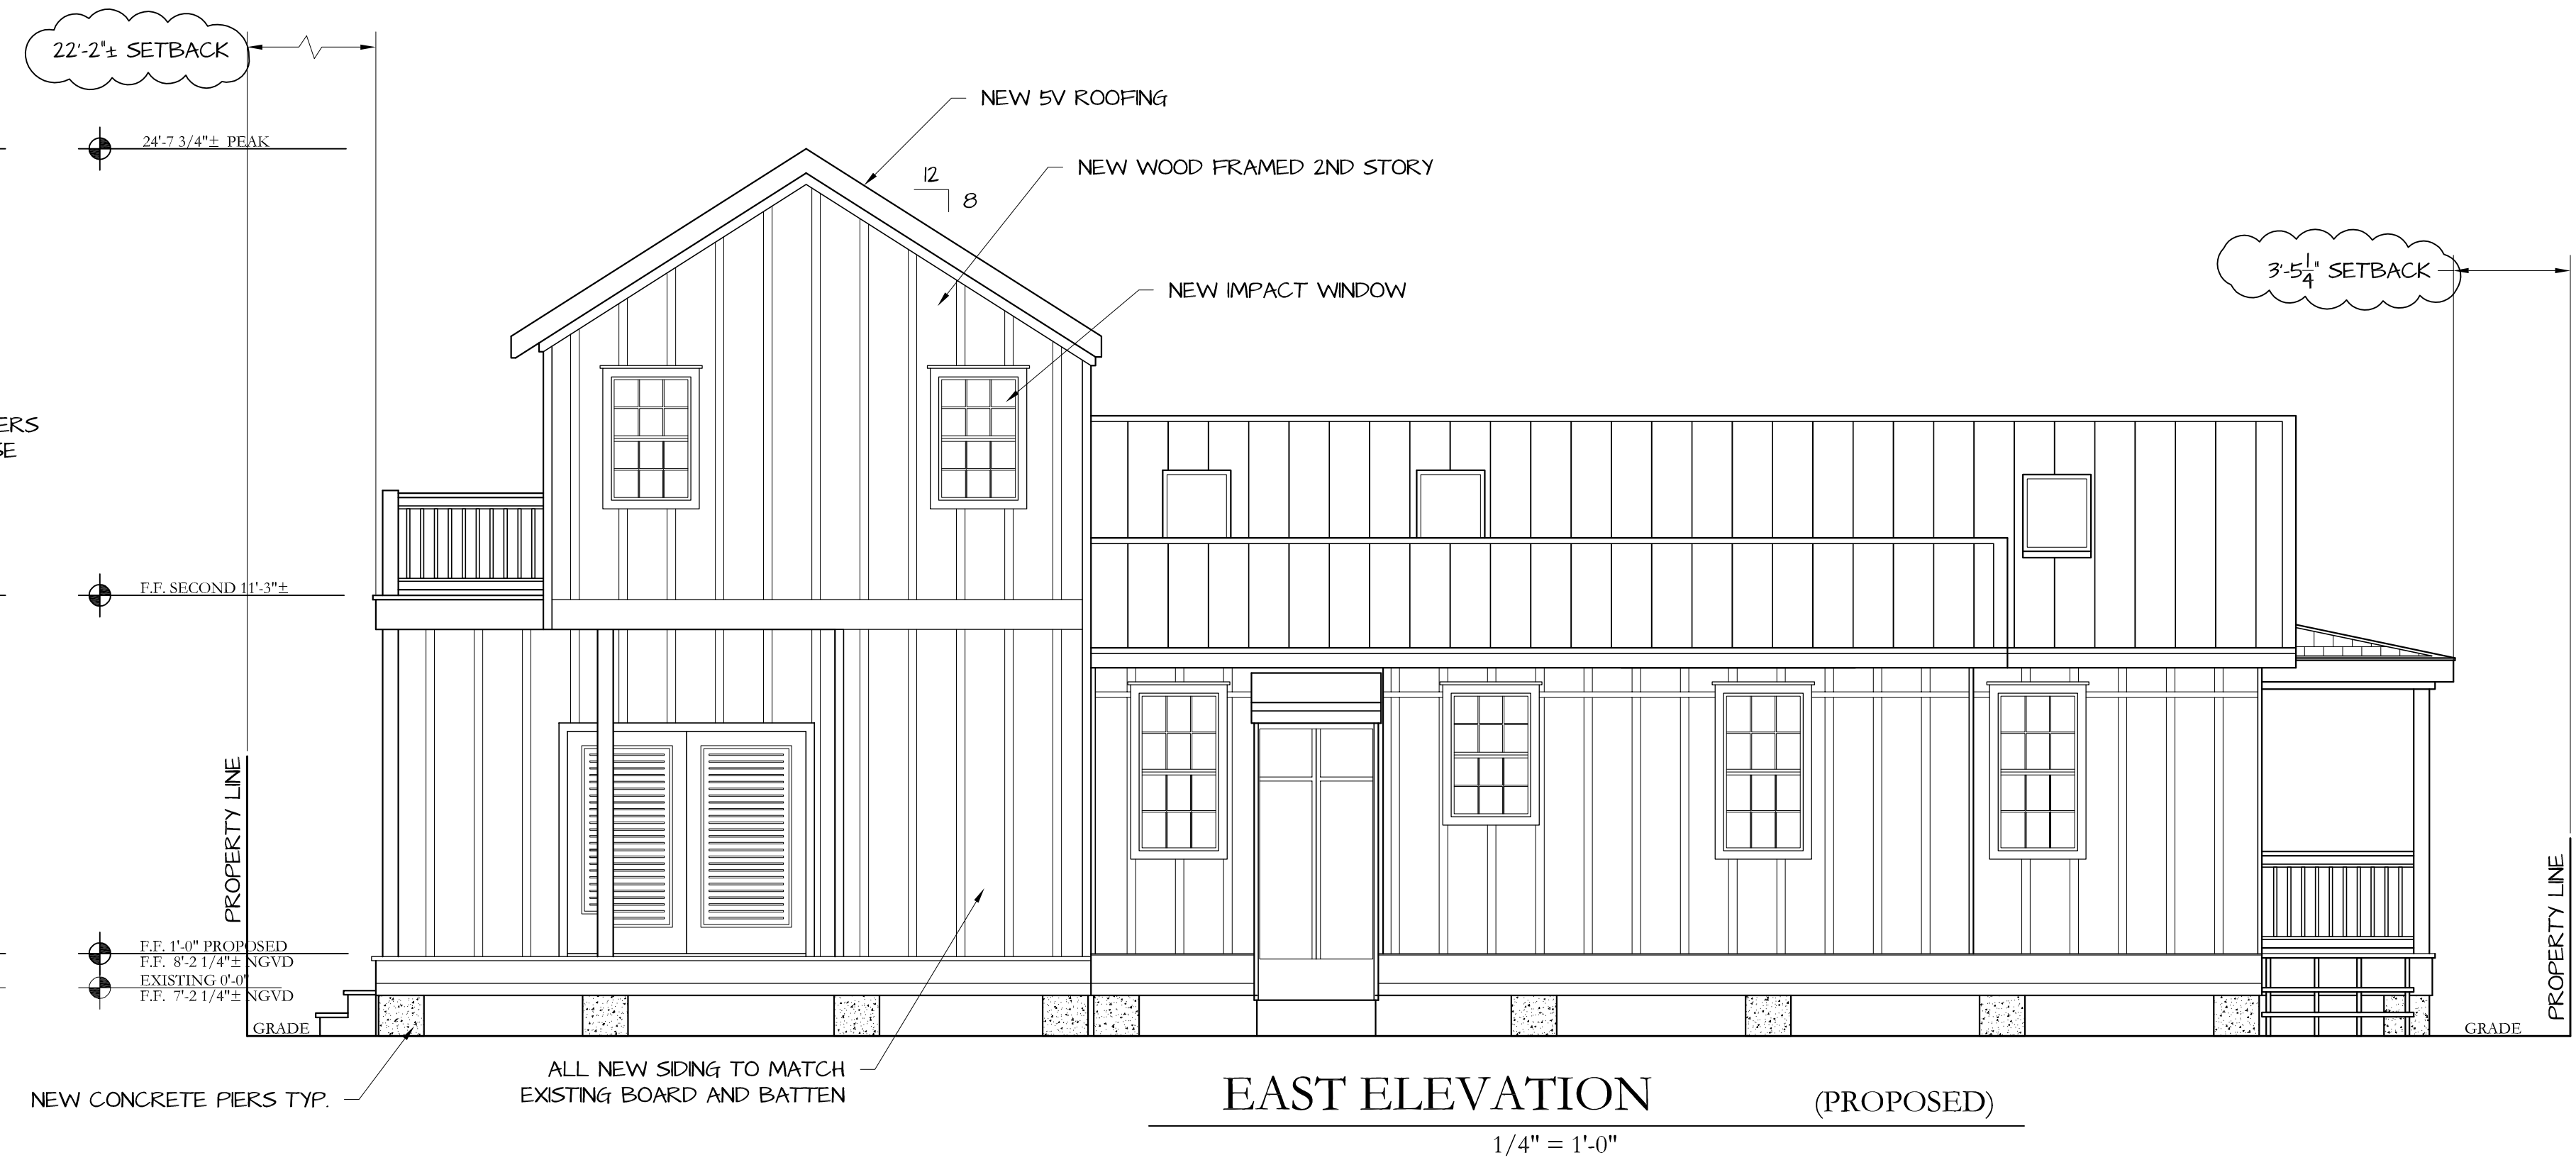 22'-2"± SETBACK
24'-7 3/4"± PEAK
NEW 5V ROOFING
NEW WOOD FRAMED 2ND STORY
12
8
NEW IMPACT WINDOW
3'-5 1/4" SETBACK
ERS
SE
F.F. SECOND 11'-3"±
PROPERTY LINE
F.F. 1'-0" PROPOSED
F.F. 8'-2 1/4"± NGVD
EXISTING 0'-0"
F.F. 7'-2 1/4"± NGVD
GRADE
PROPERTY LINE
GRADE
NEW CONCRETE PIERS TYP.
ALL NEW SIDING TO MATCH
EXISTING BOARD AND BATTEN
EAST ELEVATION (PROPOSED)
1/4" = 1'-0"